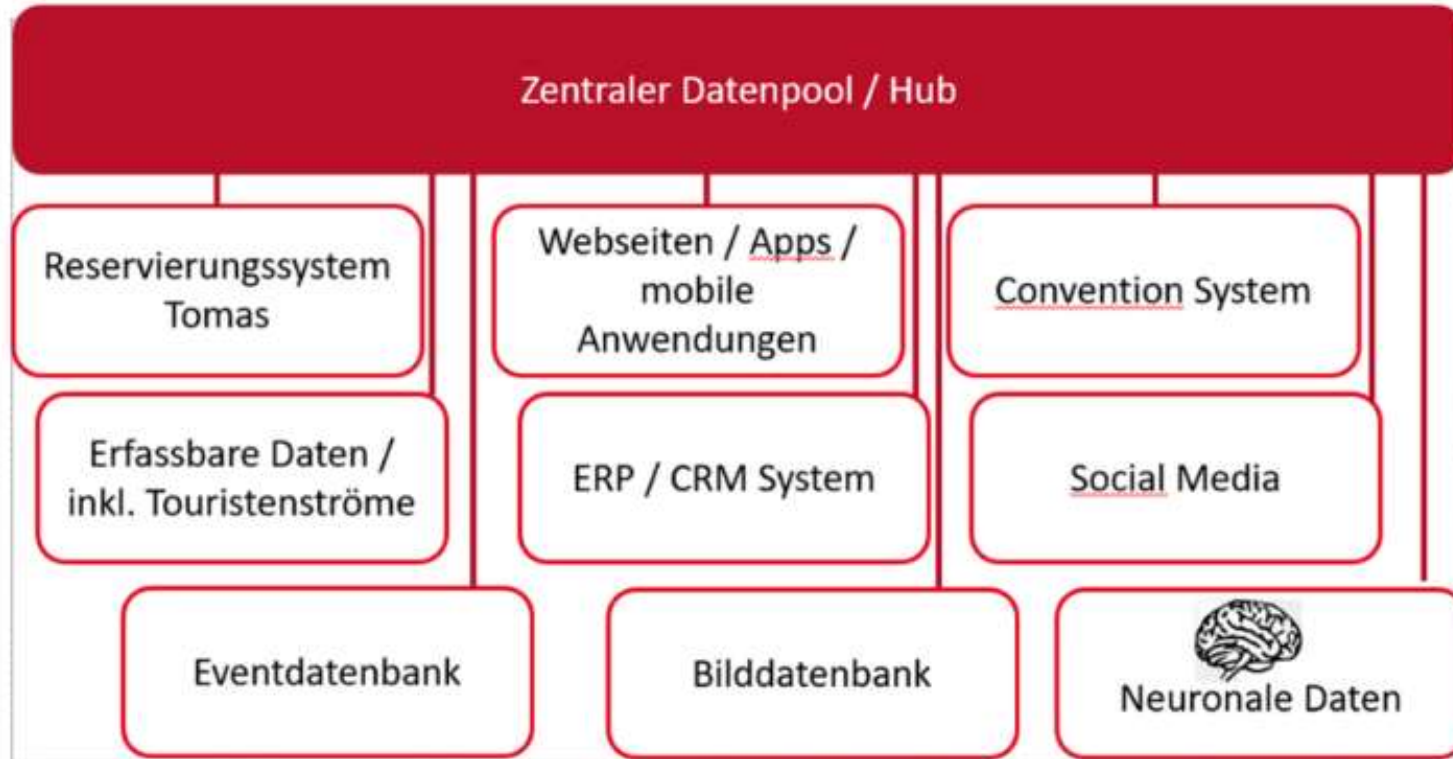 Zentraler Datenpool / Hub
Reservierungssystem
Tomas
Webseiten / Apps /
mobile
Anwendungen
Convention System
Erfassbare Daten /
inkl. Touristenströme
ERP / CRM System
Social Media
Eventdatenbank
Bilddatenbank
Neuronale Daten